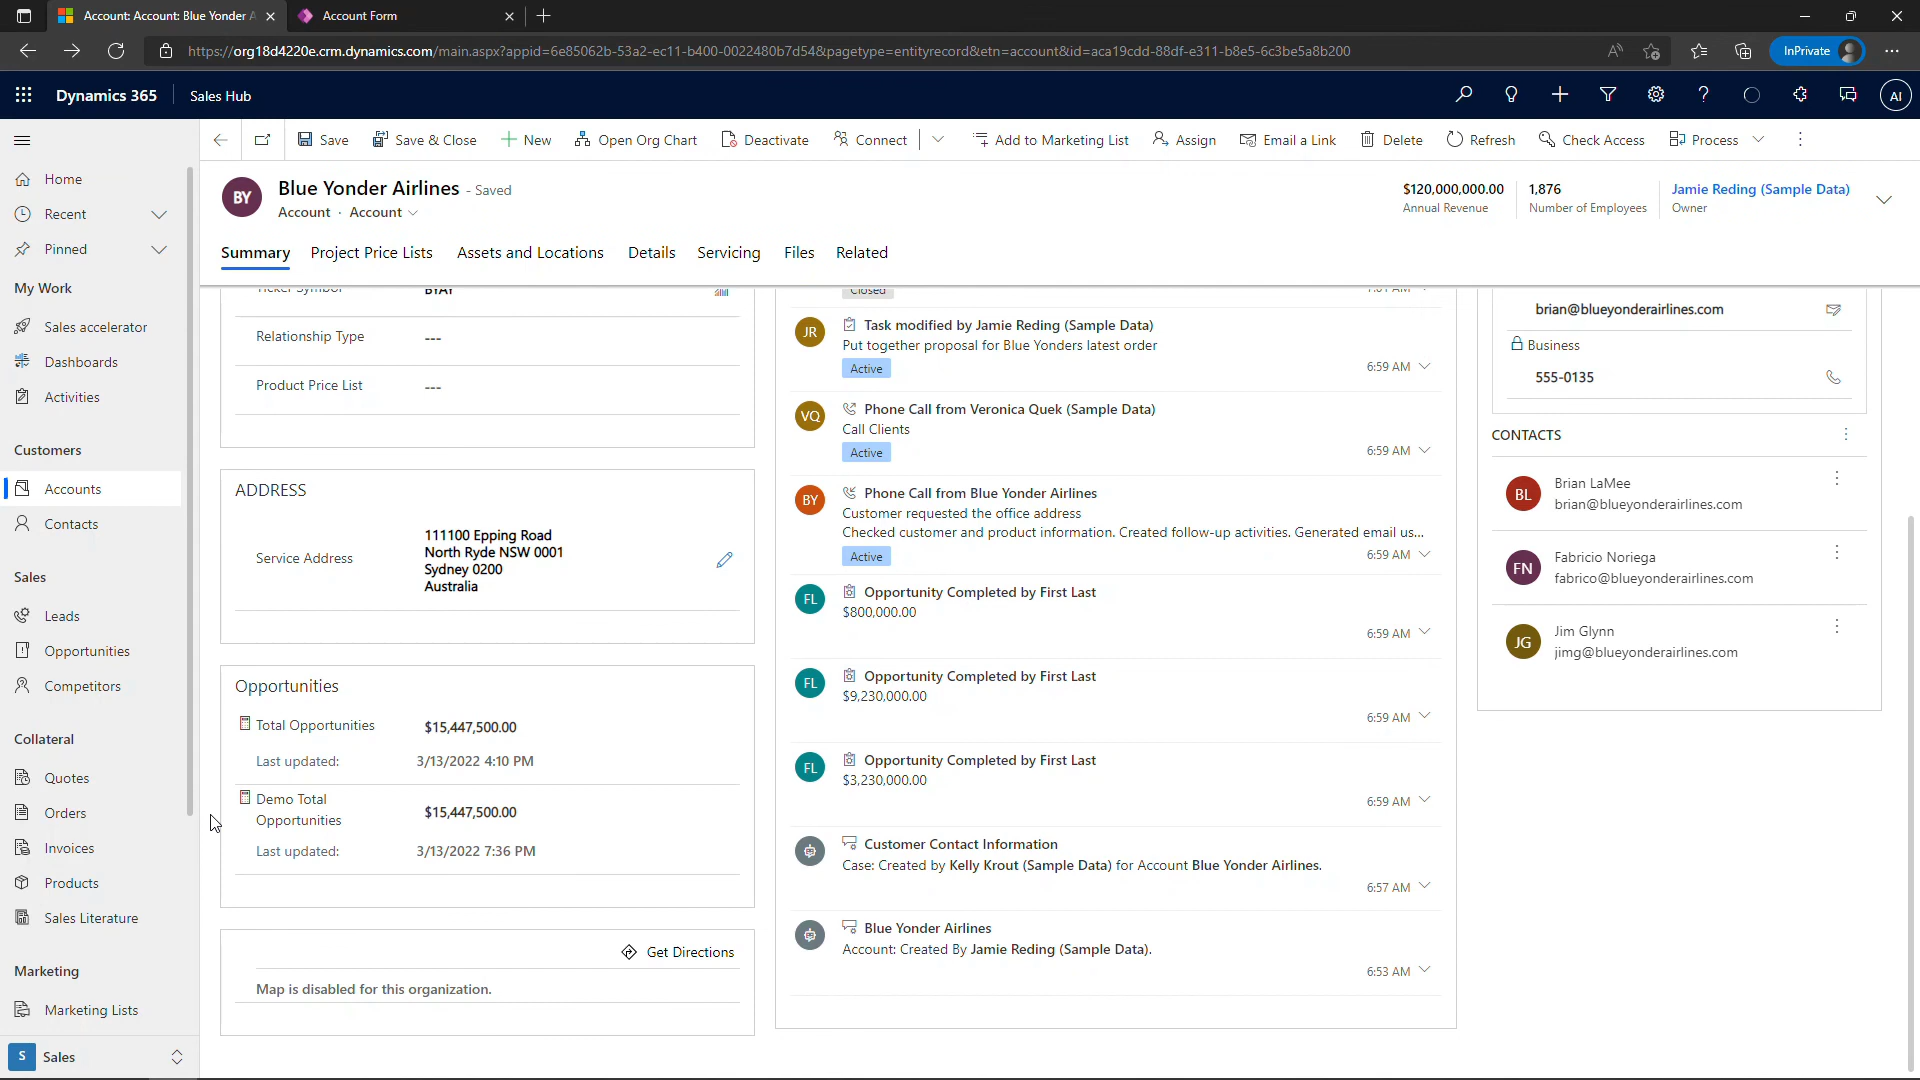 Account: Account: Blue Yonder A
Account Form
https://org18d4220e.crm.dynamics.com/main.aspx?appid=6e85062b-53a2-ec11-b400-0022480b7d54&pagetype=entityrecord&etn=account&id=aca19cdd-88df-e311-b8e5-6c3be5a8b200
InPrivate
Dynamics 365
Sales Hub
AI
Save
Save & Close
New
Open Org Chart
Deactivate
Connect
Add to Marketing List
Assign
Email a Link
Delete
Refresh
Check Access
Process
Home
Recent
Pinned
My Work
Sales accelerator
Dashboards
Activities
Customers
Accounts
Contacts
Sales
Leads
Opportunities
Competitors
Collateral
Quotes
Orders
Invoices
Products
Sales Literature
Marketing
Marketing Lists
S
Sales
BY
Blue Yonder Airlines - Saved
Account · Account
$120,000,000.00
Annual Revenue
1,876
Number of Employees
Jamie Reding (Sample Data)
Owner
Summary
Project Price Lists
Assets and Locations
Details
Servicing
Files
Related
Ticker Symbol
BYAY
Relationship Type
---
Product Price List
---
ADDRESS
Service Address
111100 Epping Road
North Ryde NSW 0001
Sydney 0200
Australia
Opportunities
Total Opportunities
$15,447,500.00
Last updated:
3/13/2022 4:10 PM
Demo Total
Opportunities
$15,447,500.00
Last updated:
3/13/2022 7:36 PM
Get Directions
Map is disabled for this organization.
Closed
7:01 AM
JR
Task modified by Jamie Reding (Sample Data)
Put together proposal for Blue Yonders latest order
Active
6:59 AM
VQ
Phone Call from Veronica Quek (Sample Data)
Call Clients
Active
6:59 AM
BY
Phone Call from Blue Yonder Airlines
Customer requested the office address
Checked customer and product information. Created follow-up activities. Generated email us...
Active
6:59 AM
FL
Opportunity Completed by First Last
$800,000.00
6:59 AM
FL
Opportunity Completed by First Last
$9,230,000.00
6:59 AM
FL
Opportunity Completed by First Last
$3,230,000.00
6:59 AM
Customer Contact Information
Case: Created by Kelly Krout (Sample Data) for Account Blue Yonder Airlines.
6:57 AM
Blue Yonder Airlines
Account: Created By Jamie Reding (Sample Data).
6:53 AM
brian@blueyonderairlines.com
Business
555-0135
CONTACTS
BL
Brian LaMee
brian@blueyonderairlines.com
FN
Fabricio Noriega
fabrico@blueyonderairlines.com
JG
Jim Glynn
jimg@blueyonderairlines.com